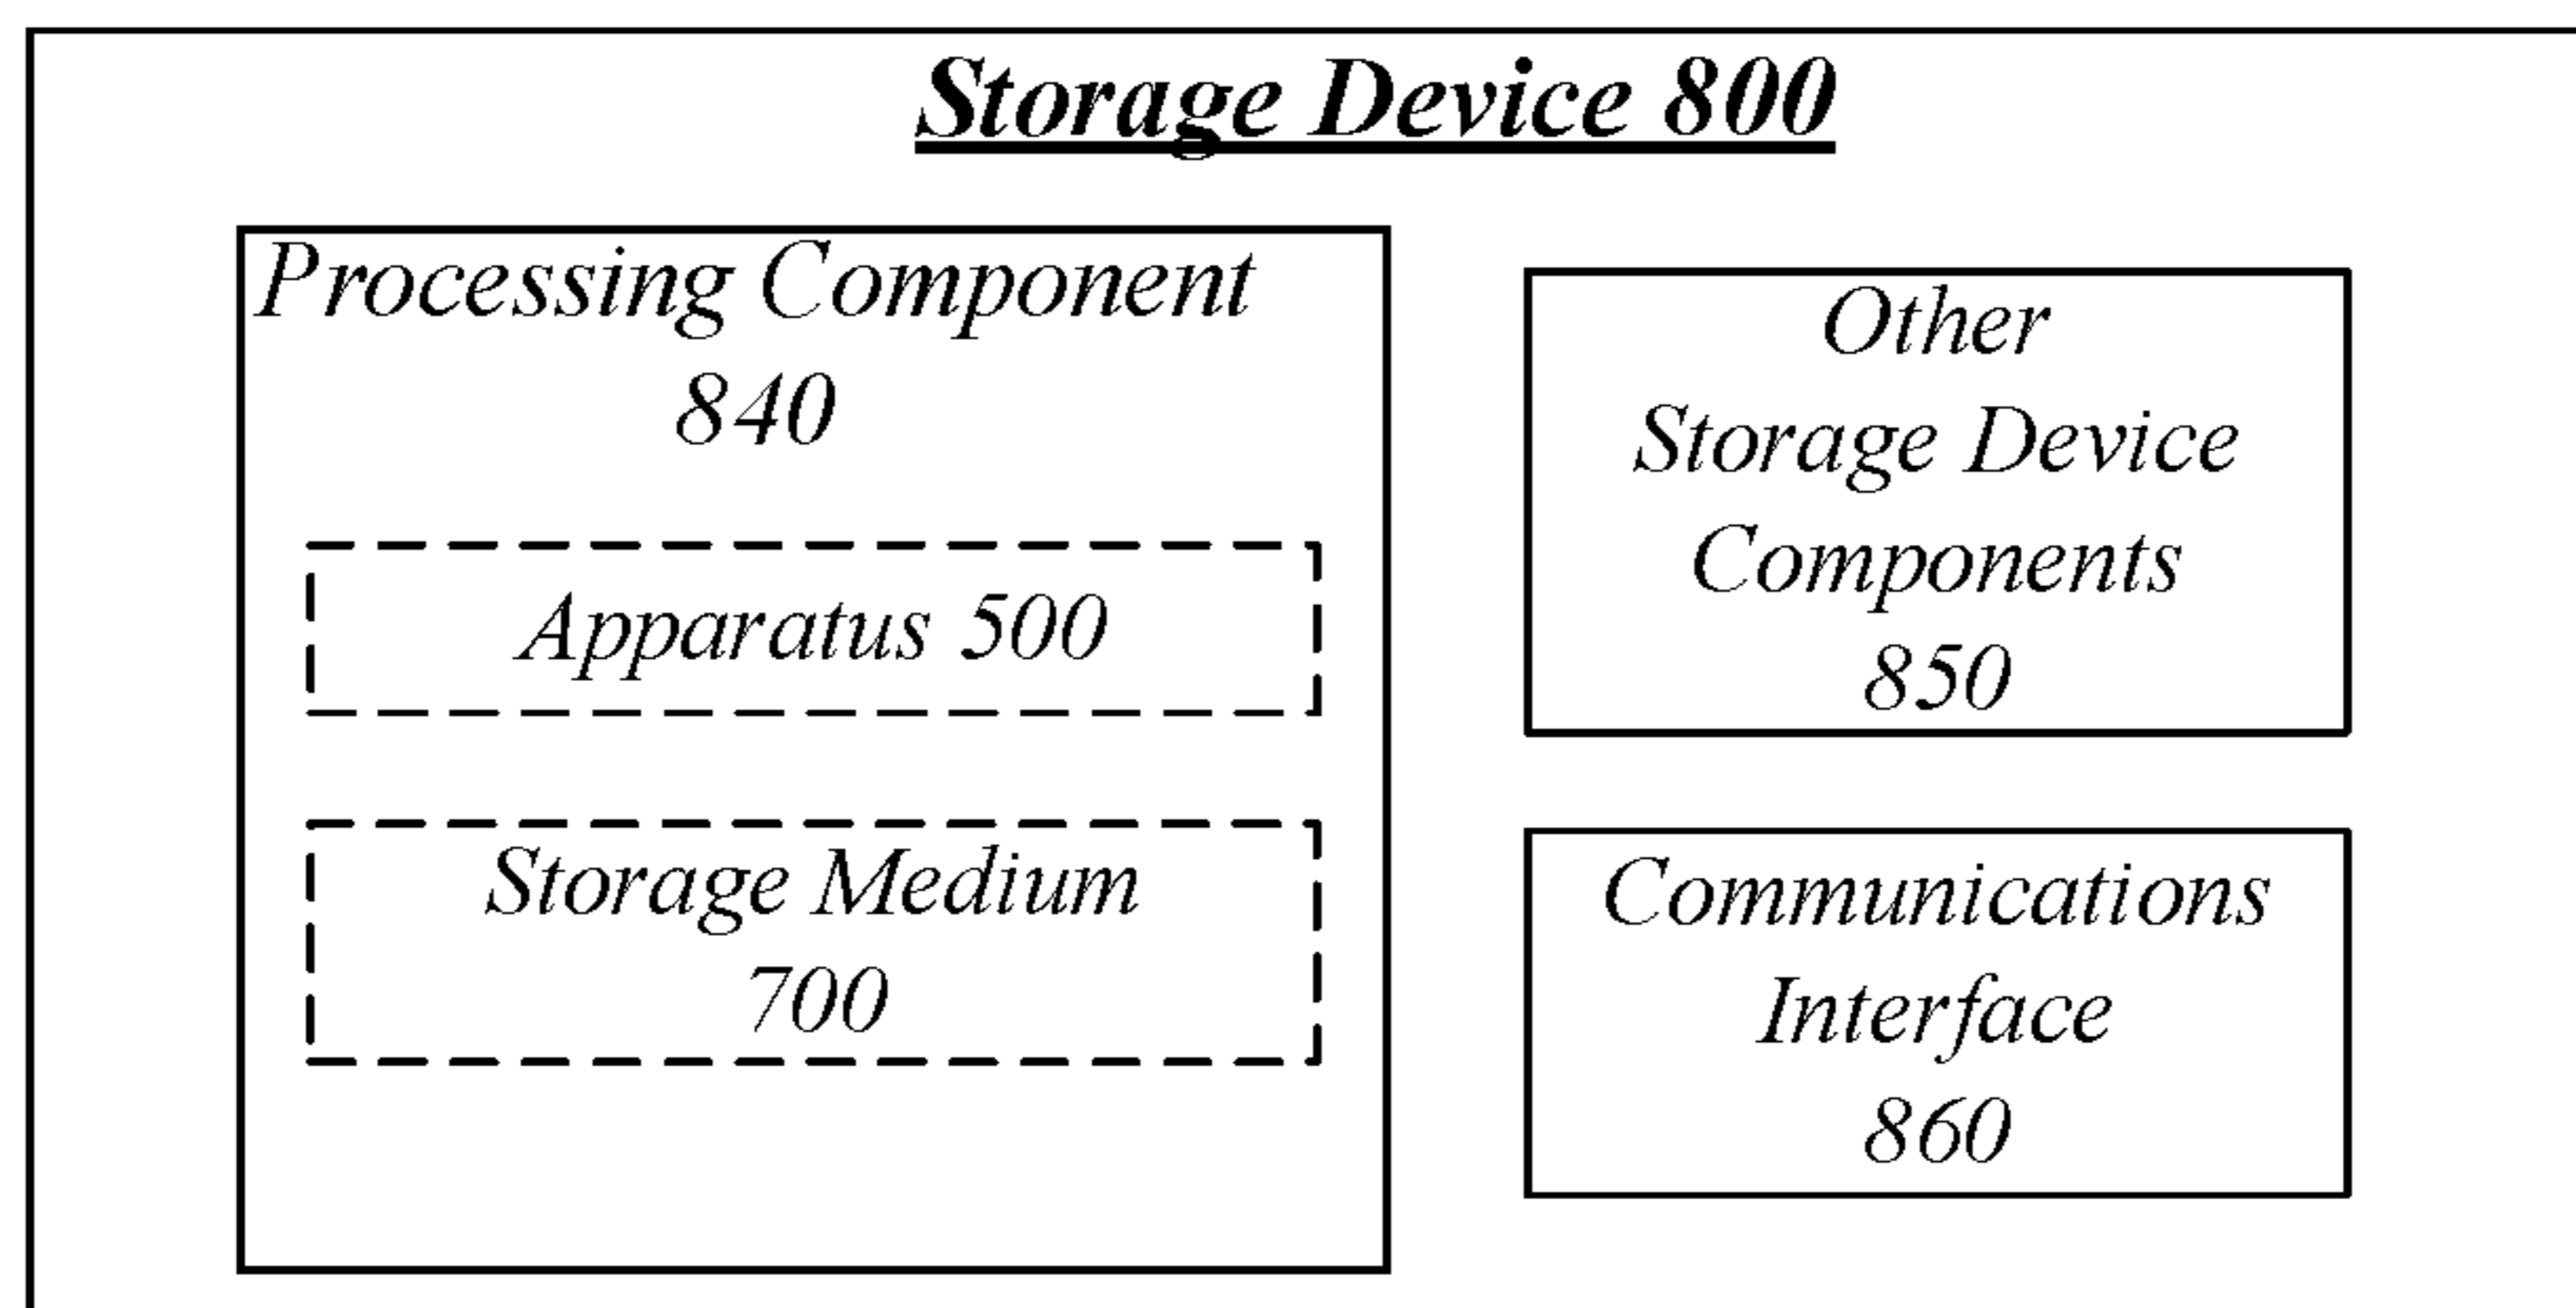 Storage Device 800
Processing Component
840
Apparatus 500
Storage Medium
700
Other
Storage Device
Components
850
Communications
Interface
860